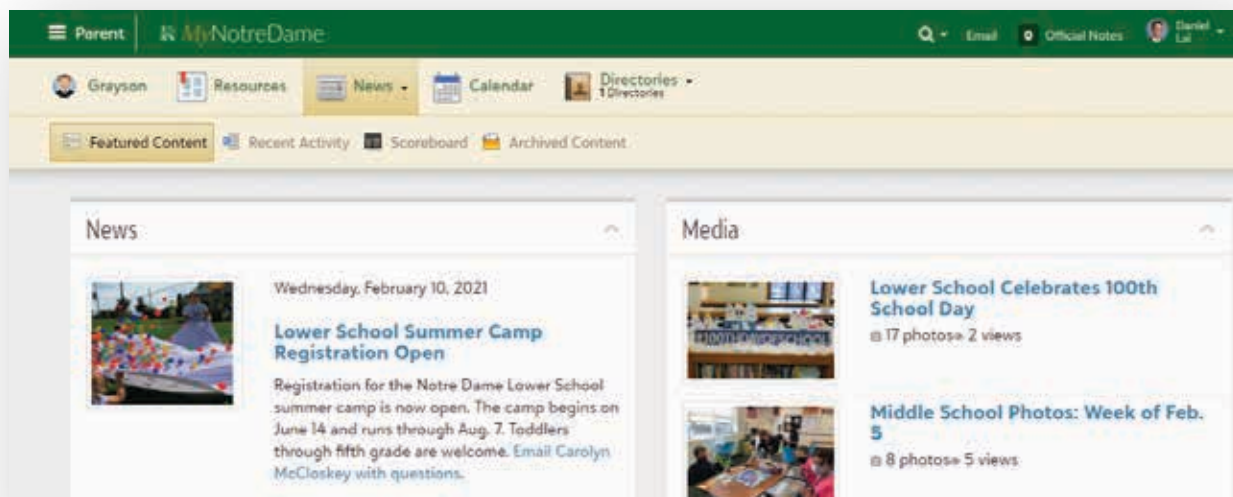 Parent
MyNotreDame
Email
Official Notes
Daniel
Lal
Grayson
Resources
News
Calendar
Directories
1 Directories
Featured Content
Recent Activity
Scoreboard
Archived Content
News
Wednesday, February 10, 2021
Lower School Summer Camp
Registration Open
Registration for the Notre Dame Lower School
summer camp is now open. The camp begins on
June 14 and runs through Aug. 7. Toddlers
through fifth grade are welcome. Email Carolyn
McCloskey with questions.
Media
#100THDAYOFSCHOOL
Lower School Celebrates 100th
School Day
17 photos 2 views
Middle School Photos: Week of Feb.
5
8 photos 5 views